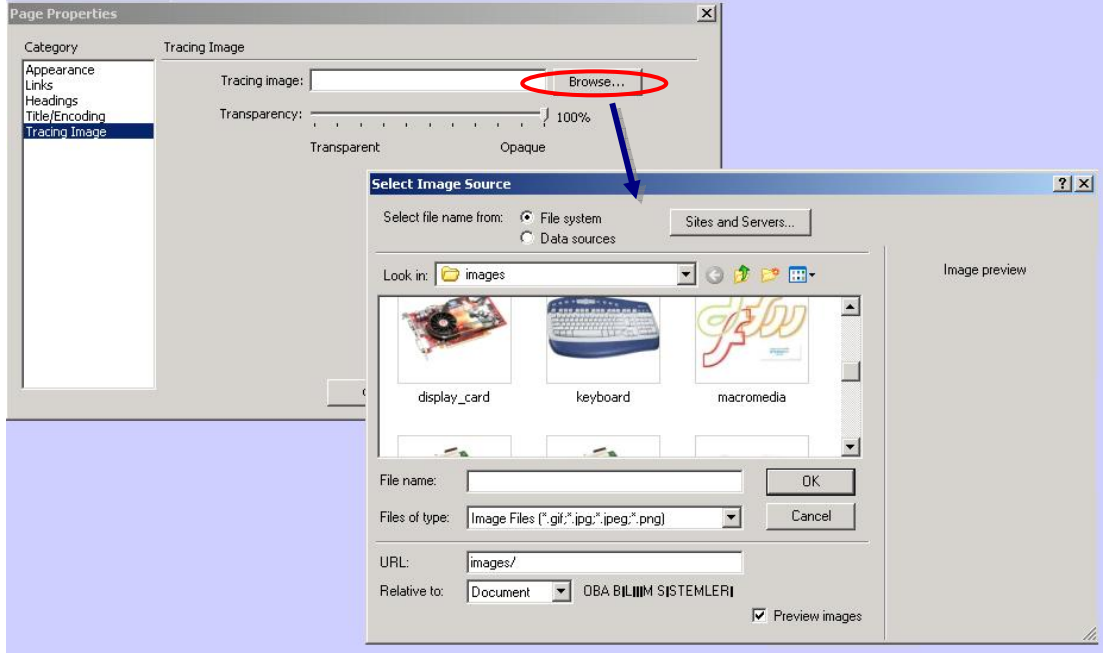 Page Properties
Category
Tracing Image
Appearance
Links
Headings
Title/Encoding
Tracing Image
Tracing image:
Browse...
Transparency:
100%
Transparent
Opaque
Select Image Source
Select file name from:
File system
Data sources
Sites and Servers...
Look in:
images
Image preview
display_card
keyboard
macromedia
File name:
OK
Files of type:
Image Files (*.gif;*.jpg;*.jpeg;*.png)
Cancel
URL:
images/
Relative to:
Document
OBA
Preview images